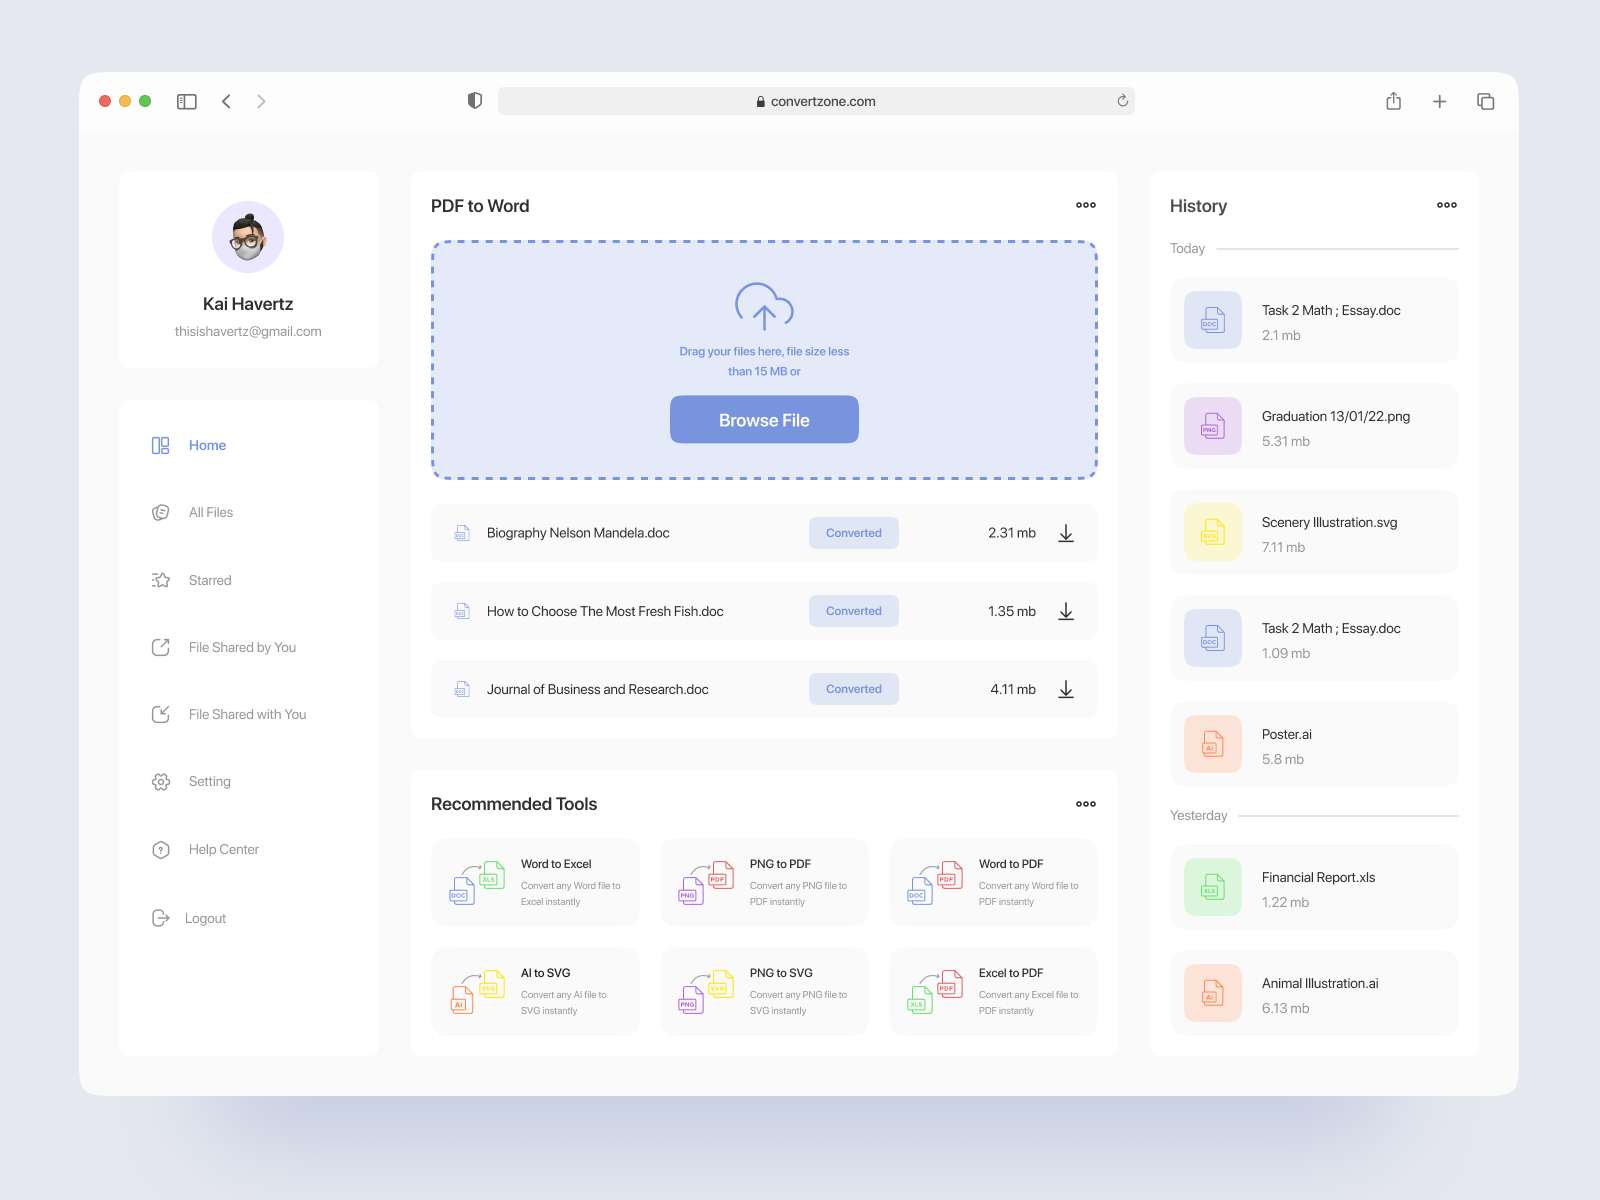 convertzone.com
Kai Havertz
thisishavertz@gmail.com
Home
All Files
Starred
File Shared by You
File Shared with You
Setting
Help Center
Logout
PDF to Word
Drag your files here, file size less
than 15 MB or
Browse File
DOC
Biography Nelson Mandela.doc
Converted
2.31 mb
DOC
How to Choose The Most Fresh Fish.doc
Converted
1.35 mb
DOC
Journal of Business and Research.doc
Converted
4.11 mb
Recommended Tools
DOC
XLS
Word to Excel
Convert any Word file to
Excel instantly
PNG
PDF
PNG to PDF
Convert any PNG file to
PDF instantly
DOC
PDF
Word to PDF
Convert any Word file to
PDF instantly
Ai
SVG
AI to SVG
Convert any AI file to
SVG instantly
PNG
SVG
PNG to SVG
Convert any PNG file to
SVG instantly
XLS
PDF
Excel to PDF
Convert any Excel file to
PDF instantly
History
Today
DOC
Task 2 Math ; Essay.doc
2.1 mb
PNG
Graduation 13/01/22.png
5.31 mb
SVG
Scenery Illustration.svg
7.11 mb
DOC
Task 2 Math ; Essay.doc
1.09 mb
Ai
Poster.ai
5.8 mb
Yesterday
XLS
Financial Report.xls
1.22 mb
Ai
Animal Illustration.ai
6.13 mb